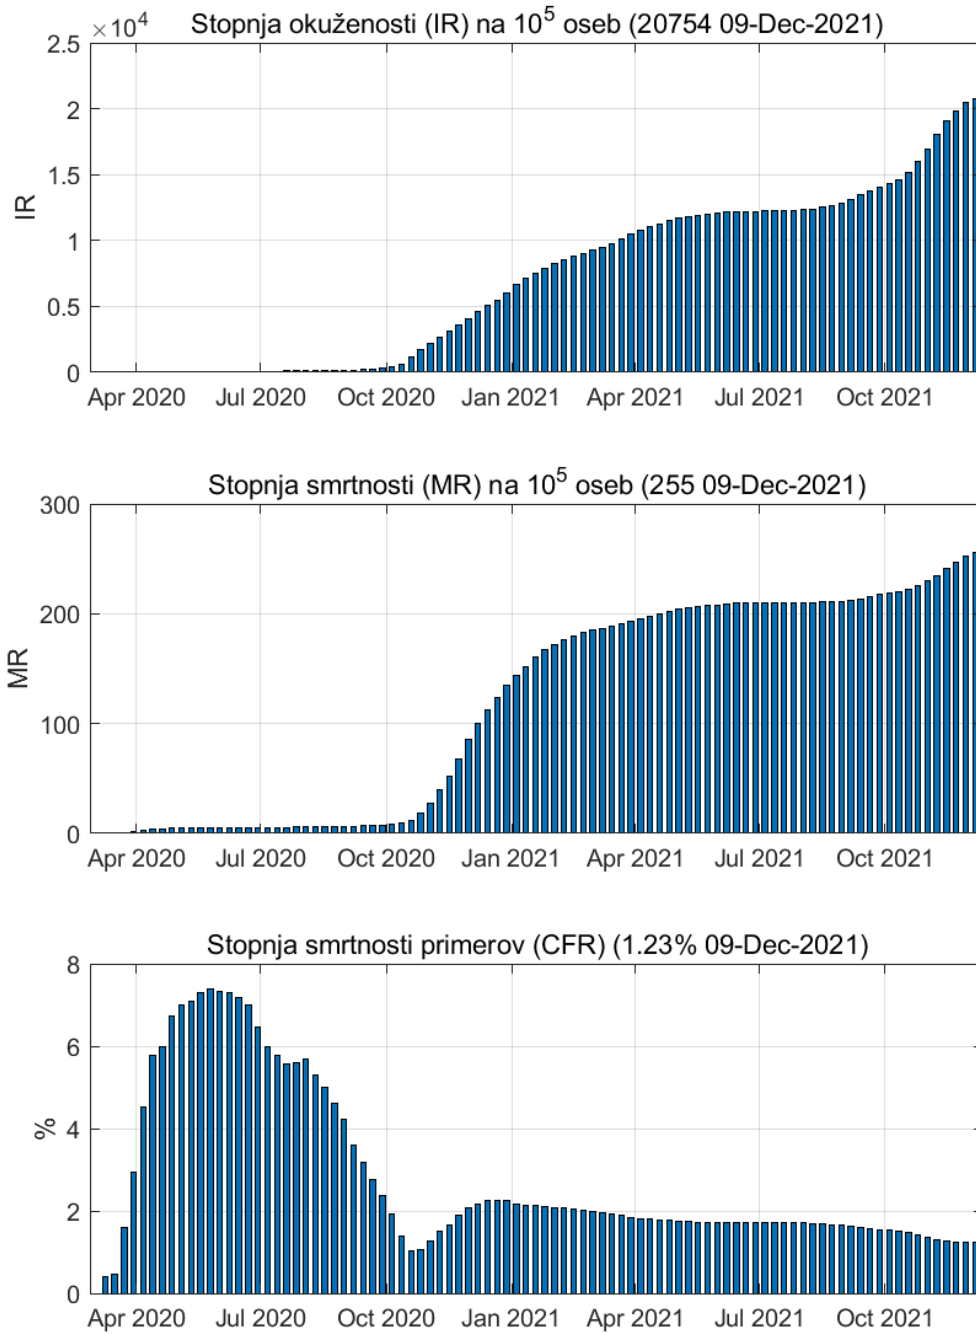 Stopnja okuženosti (IR) na 10^5 oseb (20754 09-Dec-2021)
×10^4
2.5
2
1.5
1
0.5
0
IR
Apr 2020 Jul 2020 Oct 2020 Jan 2021 Apr 2021 Jul 2021 Oct 2021
Stopnja smrtnosti (MR) na 10^5 oseb (255 09-Dec-2021)
300
200
100
0
MR
Apr 2020 Jul 2020 Oct 2020 Jan 2021 Apr 2021 Jul 2021 Oct 2021
Stopnja smrtnosti primerov (CFR) (1.23% 09-Dec-2021)
8
6
4
2
0
%
Apr 2020 Jul 2020 Oct 2020 Jan 2021 Apr 2021 Jul 2021 Oct 2021